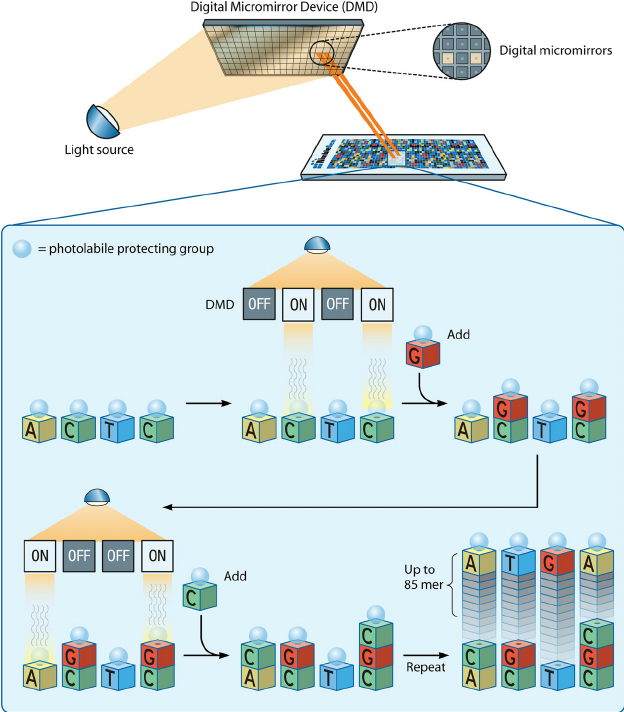 Digital Micromirror Device (DMD)
Digital micromirrors
Light source
= photolabile protecting group
DMD
OFF ON OFF ON
Add
G
A C T C
A C T C
G G
A C T C
ON OFF OFF ON
Add
C
G G
A C T C
C
C G G
A C T C
Repeat
Up to
85 mer
A T G A
C
C G G
A C T C